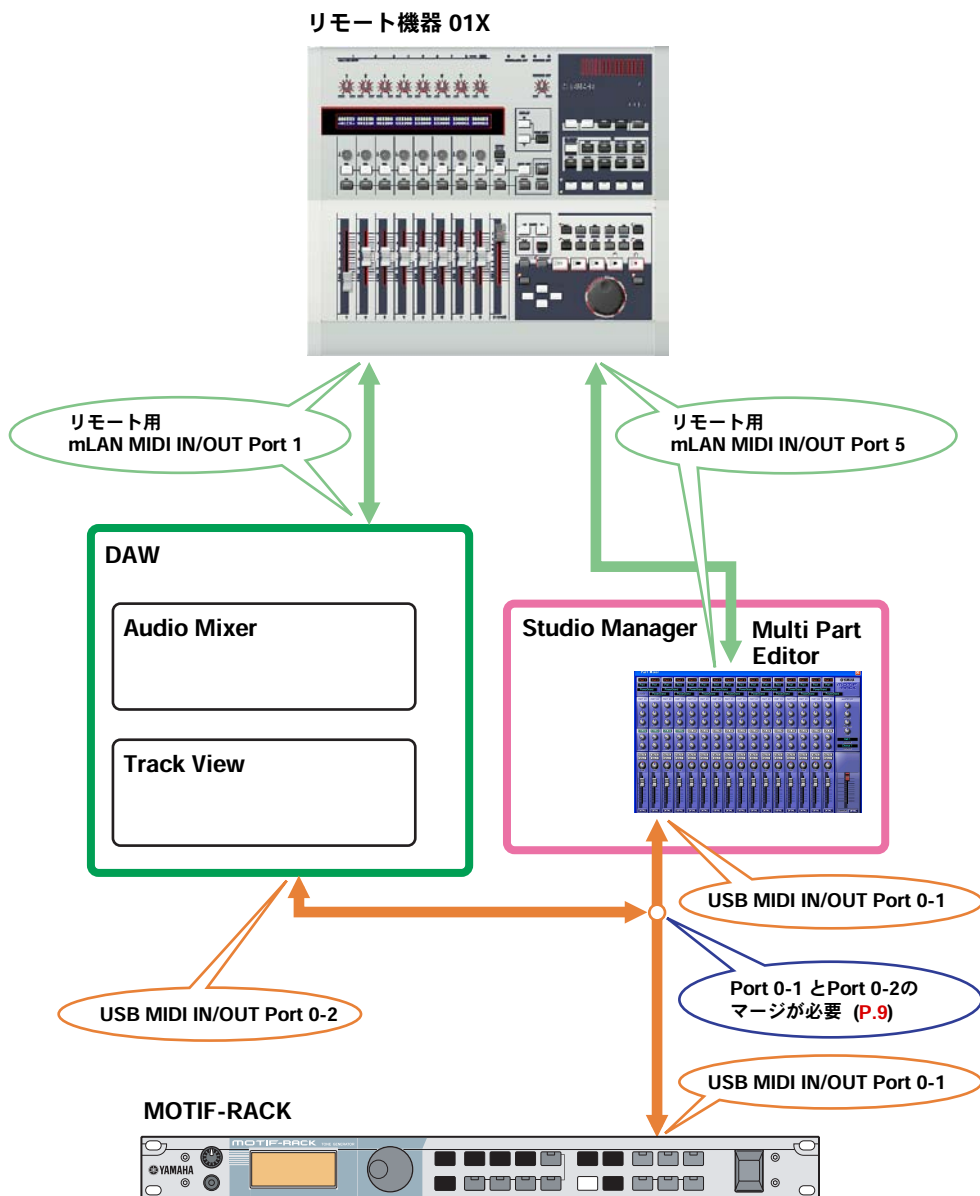 リモート機器 01X
リモート用
mLAN MIDI IN/OUT Port 1
リモート用
mLAN MIDI IN/OUT Port 5
DAW
Audio Mixer
Track View
Studio Manager
Multi Part
Editor
USB MIDI IN/OUT Port 0-1
USB MIDI IN/OUT Port 0-2
Port 0-1 とPort 0-2の
マージが必要 (P.9)
USB MIDI IN/OUT Port 0-1
MOTIF-RACK
MOTIF-RACK TONE GENERATOR
YAMAHA